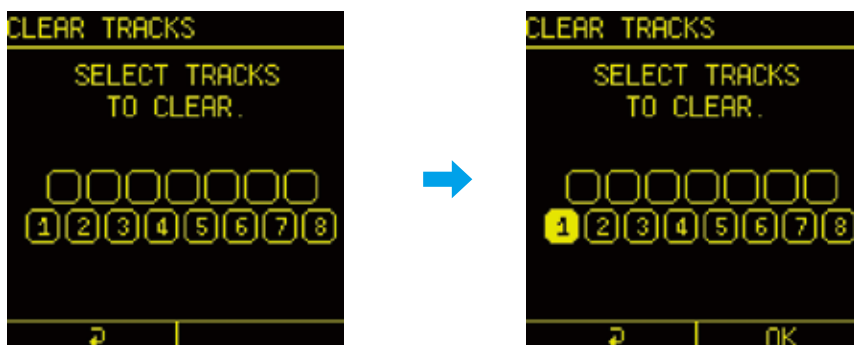 CLEAR TRACKS
SELECT TRACKS
TO CLEAR.
1 2 3 4 5 6 7 8
CLEAR TRACKS
SELECT TRACKS
TO CLEAR.
1 2 3 4 5 6 7 8
OK